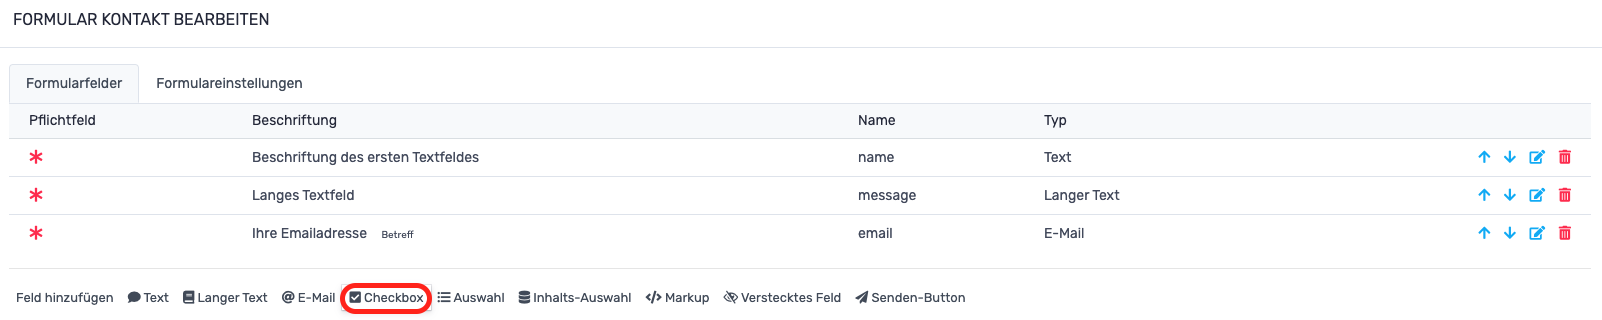 FORMULAR KONTAKT BEARBEITEN
Formularfelder Formulareinstellungen
Pflichtfeld Beschriftung Name Typ
Beschriftung des ersten Textfeldes name Text
Langes Textfeld message Langer Text
Ihre Emailadresse Betreff email E-Mail
Feld hinzufügen Text Langer Text E-Mail Checkbox Auswahl Inhalts-Auswahl Markup Verstecktes Feld Senden-Button